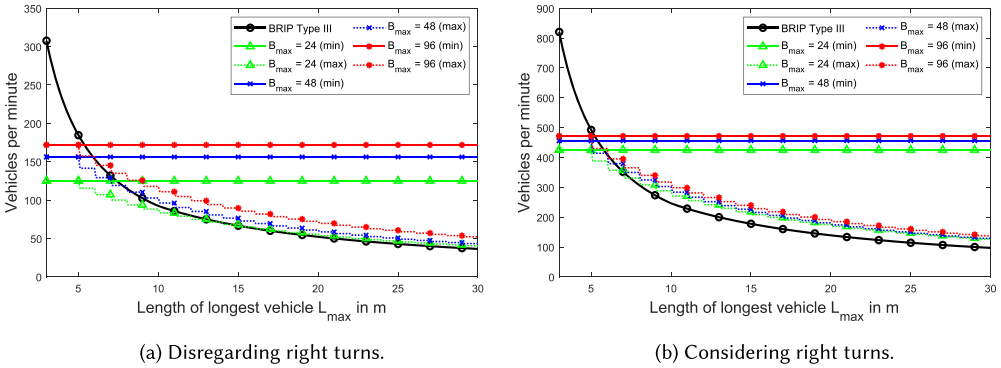 350
300
250
200
150
100
50
0
5
10
15
20
25
30
Vehicles per minute
Length of longest vehicle L_max in m
BRIP Type III
B_max = 24 (min)
B_max = 24 (max)
B_max = 48 (min)
B_max = 48 (max)
B_max = 96 (min)
B_max = 96 (max)
(a) Disregarding right turns.
900
800
700
600
500
400
300
200
100
0
5
10
15
20
25
30
Vehicles per minute
Length of longest vehicle L_max in m
BRIP Type III
B_max = 24 (min)
B_max = 24 (max)
B_max = 48 (min)
B_max = 48 (max)
B_max = 96 (min)
B_max = 96 (max)
(b) Considering right turns.